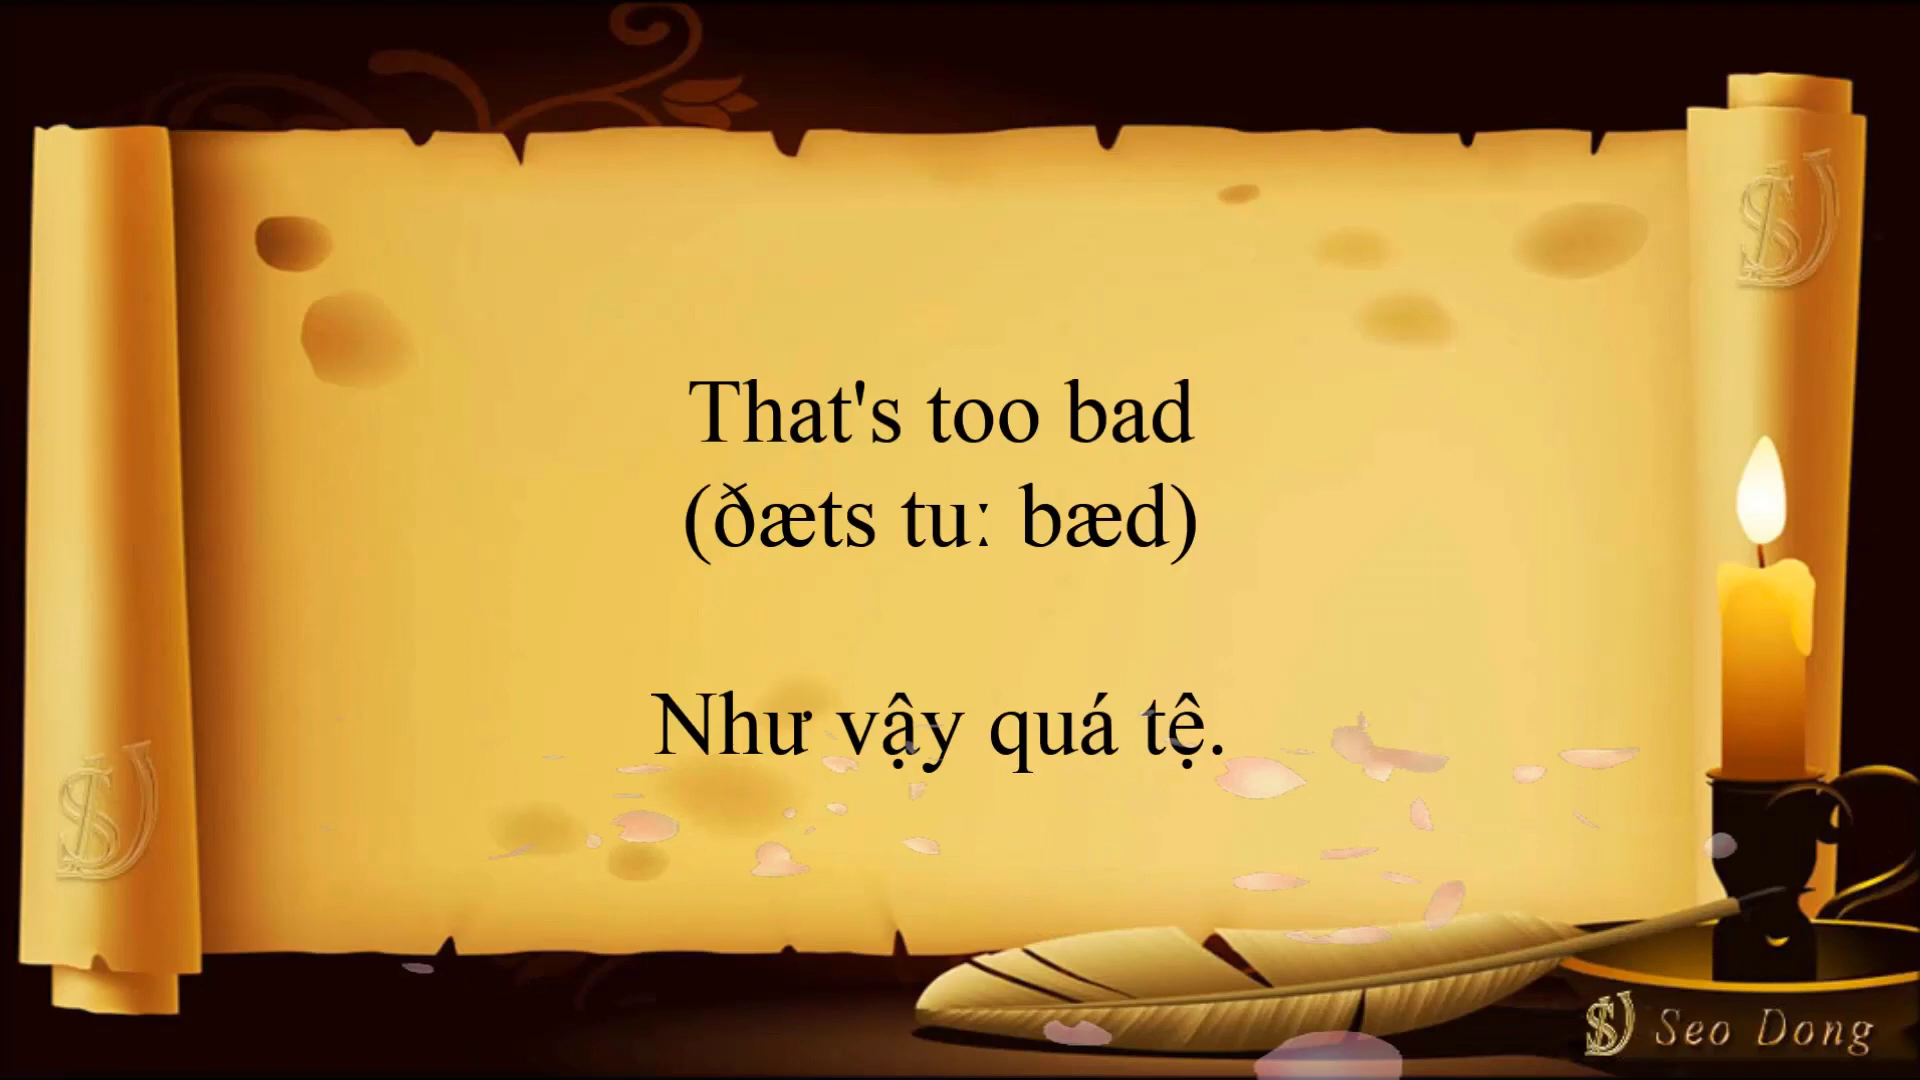 That's too bad
(ðæts tuː bæd)
Như vậy quá tệ.
Seo Dong